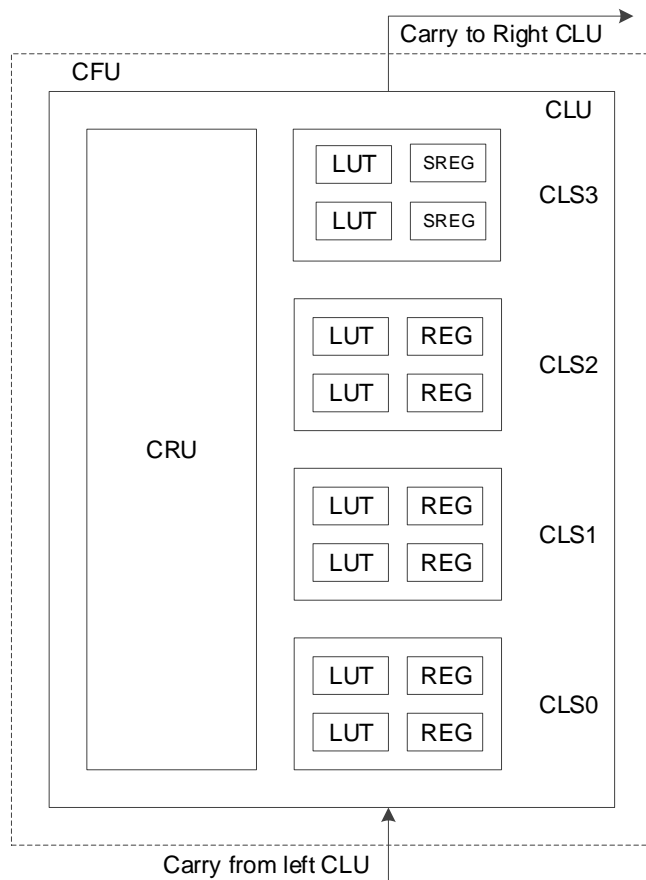 Carry to Right CLU
CFU
CLU
LUT SREG
CLS3
LUT SREG
LUT REG
CLS2
LUT REG
CRU
LUT REG
CLS1
LUT REG
LUT REG
CLS0
LUT REG
Carry from left CLU